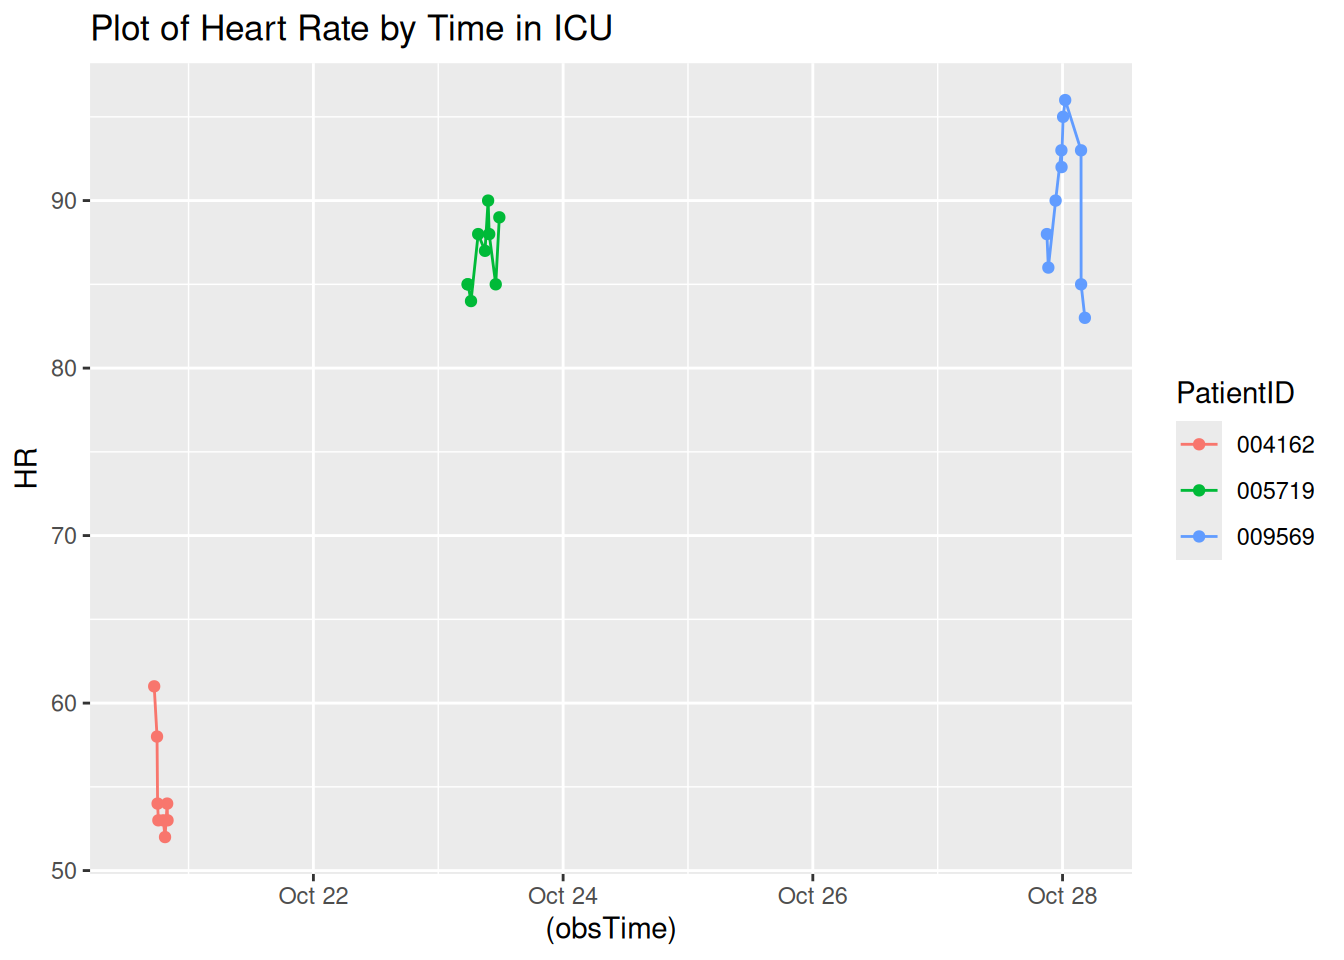 Plot of Heart Rate by Time in ICU
HR
90
80
70
60
50
Oct 22
Oct 24
Oct 26
Oct 28
(obsTime)
PatientID
004162
005719
009569